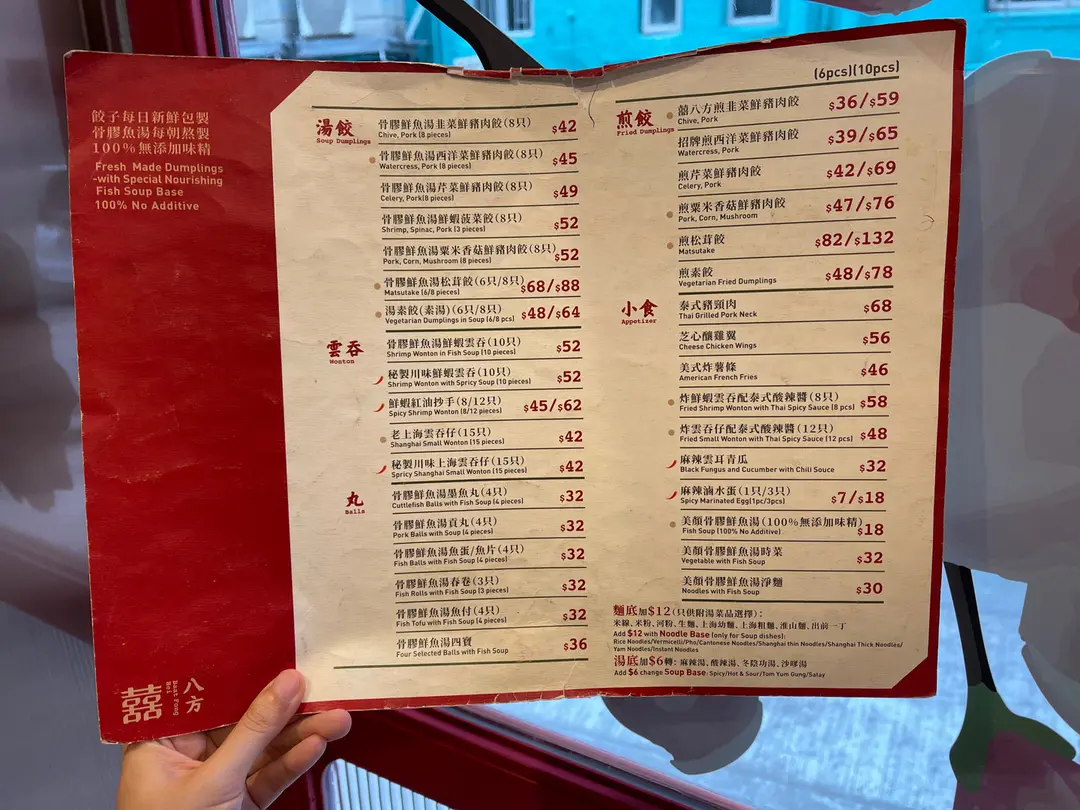 餃子每日新鮮包製
骨膠魚湯每朝熬製
100%無添加味精
Fresh Made Dumplings
-with Special Nourishing
Fish Soup Base
100% No Additive
囍
Baat Fong
Hei
八方
湯餃
Soup Dumplings
骨膠鮮魚湯韭菜鮮豬肉餃(8只) $42
Chive, Pork (8 pieces)
骨膠鮮魚湯西洋菜鮮豬肉餃(8只) $45
Watercress, Pork (8 pieces)
骨膠鮮魚湯芹菜鮮豬肉餃(8只) $49
Celery, Pork(8 pieces)
骨膠鮮魚湯鮮蝦菠菜餃(8只) $52
Shrimp, Spinac, Pork (3 pieces)
骨膠鮮魚湯粟米香菇鮮豬肉餃(8只) $52
Pork, Corn, Mushroom (8 pieces)
骨膠鮮魚湯松茸餃(6只/8只) $68/$88
Matsutake (6/8 pieces)
湯素餃(素湯)(6只/8只) $48/$64
Vegetarian Dumplings in Soup (6/8 pcs)
雲吞
Wonton
骨膠鮮魚湯鮮蝦雲吞(10只) $52
Shrimp Wonton in Fish Soup (10 pieces)
秘製川味鮮蝦雲吞(10只) $52
Shrimp Wonton with Spricy Soup (10 pieces)
鮮蝦紅油抄手(8/12只) $45/$62
Spicy Shrimp Wonton (8/12 pieces)
老上海雲吞仔(15只) $42
Shanghai Small Wonton (15 pieces)
秘製川味上海雲吞仔(15只) $42
Spricy Shanghai Small Wonton (15 pieces)
丸
Balls
骨膠鮮魚湯墨魚丸(4只) $32
Cuttlefish Balls with Fish Soup (4 pieces)
骨膠鮮魚湯貢丸(4只) $32
Pork Balls with Soup (4 pieces)
骨膠鮮魚湯魚蛋/魚片(4只) $32
Fish Balls with Fish Soup (4 pieces)
骨膠鮮魚湯春卷(3只) $32
Fish Rolls with Fish Soup (3 pieces)
骨膠鮮魚湯魚付(4只) $32
Fish Tofu with Fish Soup (4 pieces)
骨膠鮮魚湯四寶 $36
Four Selected Balls with Fish Soup
(6pcs)(10pcs)
煎餃
Fried Dumplings
囍八方煎韭菜鮮豬肉餃 $36/$59
Chive, Pork
招牌煎西洋菜鮮豬肉餃 $39/$65
Watercress, Pork
煎芹菜鮮豬肉餃 $42/$69
Celery, Pork
煎粟米香菇鮮豬肉餃 $47/$76
Pork, Corn, Mushroom
煎松茸餃 $82/$132
Matsutake
煎素餃 $48/$78
Vegetarian Fried Dumplings
小食
Appetizer
泰式豬頸肉 $68
Thai Grilled Pork Neck
芝心釀雞翼 $56
Cheese Chicken Wings
美式炸薯條 $46
American French Fries
炸鮮蝦雲吞配泰式酸辣醬(8只) $58
Fried Shrimp Wonton with Thai Spicy Sauce (8 pcs)
炸雲吞仔配泰式酸辣醬(12只) $48
Fried Small Wonton with Thai Spicy Sauce (12 pcs)
麻辣雲耳青瓜 $32
Black Fungus and Cucumber with Chili Souce
麻辣滷水蛋(1只/3只) $7/$18
Spicy Marinated Egg(1pc/3pcs)
美顏骨膠鮮魚湯(100%無添加味精) $18
Fish Soup (100% No Additive)
美顏骨膠鮮魚湯時菜 $32
Vegetable with Fish Soup
美顏骨膠鮮魚湯淨麵 $30
Noodles with Fish Soup
麵底加$12(只供附湯菜品選擇):
米線、米粉、河粉、生麵、上海幼麵、上海粗麵、淮山麵、出前一丁
Add $12 with Noodle Base (only for Soup dishes):
Rice Noodles/Vermicelli/Pho/Cantonese Noodles/Shanghai thin Noodles/Shanghai Thick Noodles/
Yam Noodles/Instant Noodles
湯底加$6轉: 麻辣湯、酸辣湯、冬陰功湯、沙嗲湯
Add $6 change Soup Base: Spicy/Hot & Sour/Tom Yum Gung/Satay